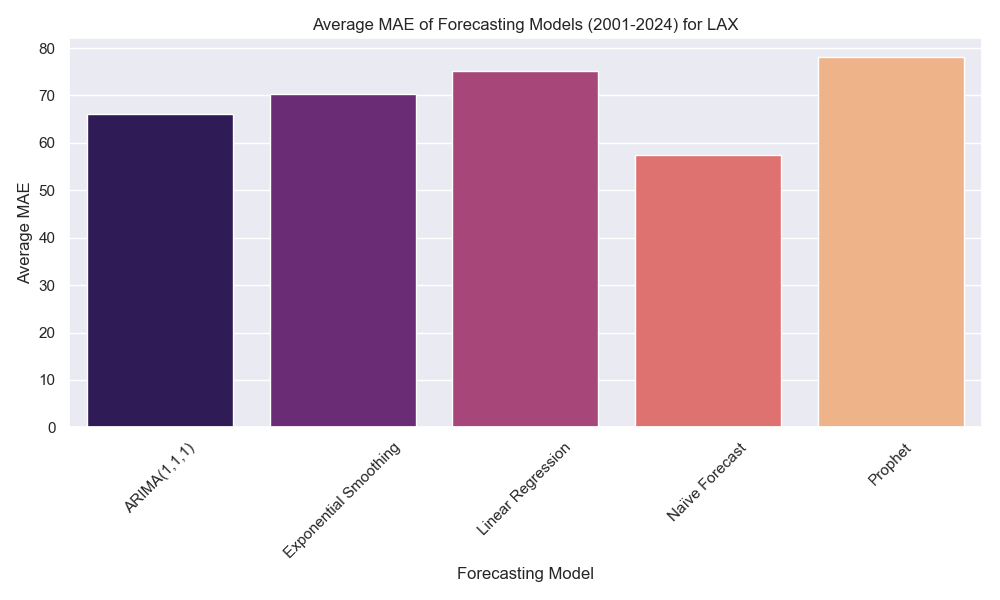 Average MAE of Forecasting Models (2001-2024) for LAX
Average MAE
80
70
60
50
40
30
20
10
0
ARIMA(1,1,1)
Exponential Smoothing
Linear Regression
Naïve Forecast
Prophet
Forecasting Model